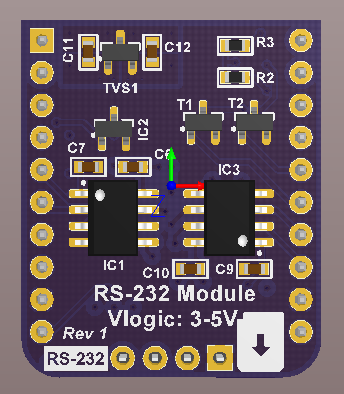 C11
C12
R3
R2
TVS1
T1
T2
IC2
C7
C6
IC3
IC1
C10
C9
RS-232 Module
Vlogic: 3-5V
Rev 1
RS-232